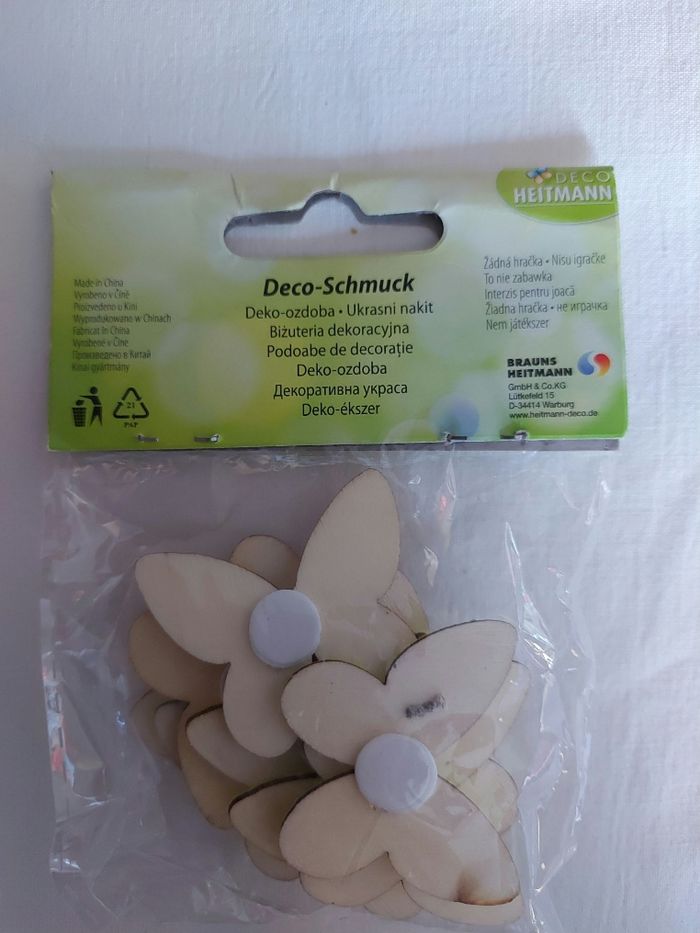 DECO
HEITMANN
Deco-Schmuck
Deko-ozdoba • Ukrasni nakit
Biżuteria dekoracyjna
Podoabe de decorație
Deko-ozdoba
Декоративна украса
Deko-ékszer
Made in China
Vyrobeno v Číně
Proizvedeno u Kini
Wyprodukowano w Chinach
Fabricat în China
Vyrobené v Číne
Произведено в Китай
Kínai gyártmány
21
PAP
Žádná hračka • Nisu igračke
To nie zabawka
Interzis pentru joacă
Žiadna hračka • не играчка
Nem játékszer
BRAUNS
HEITMANN
GmbH & Co.KG
Lütkefeld 15
D-34414 Warburg
www.heitmann-deco.de